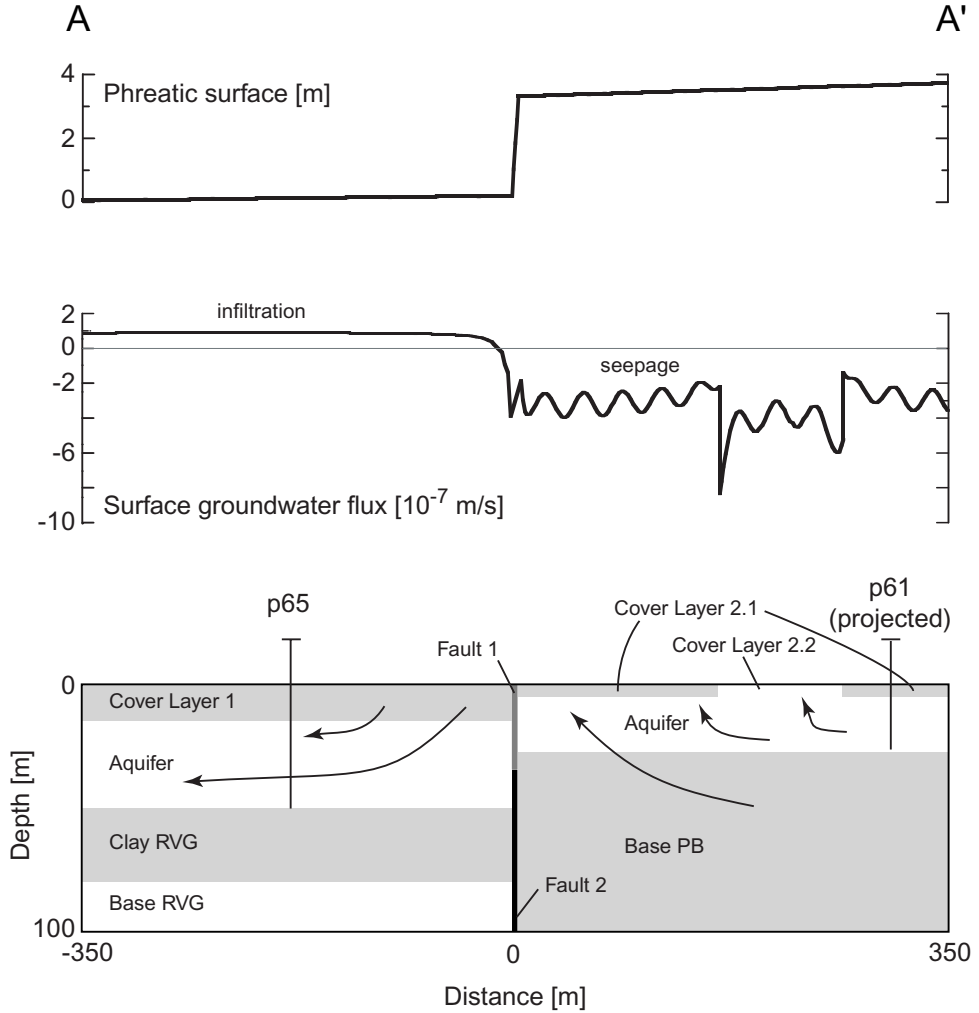 A A'
4
Phreatic surface [m]
2
0
2
infiltration
0
seepage
-2
-6
Surface groundwater flux [10-7 m/s]
-10
p61
p65
(projected)
Cover Layer 2.1
Fault 1
Cover Layer 2.2
0
Cover Layer 1
Aquifer
Aquifer
Depth [m]
Clay RVG
Base PB
Fault 2
Base RVG
100
-350 0 350
Distance [m]